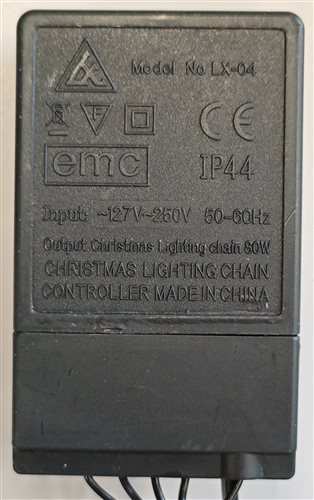 Model No LX-04
F
CE
emc
IP44
Input: ~127V~250V 50-60Hz
Output Christmas Lighting chain 80W
CHRISTMAS LIGHTING CHAIN
CONTROLLER MADE IN CHINA